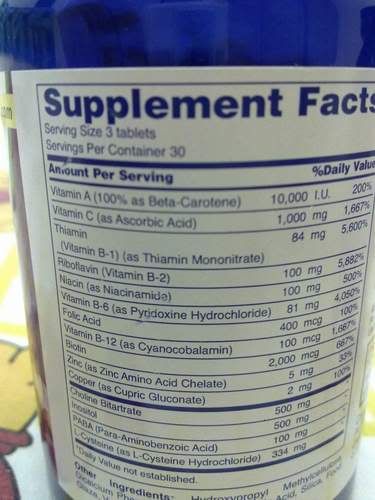 .com
Supplement Facts
Serving Size 3 tablets
Servings Per Container 30
Amount Per Serving %Daily Value
Vitamin A (100% as Beta-Carotene) 10,000 I.U. 200%
Vitamin C (as Ascorbic Acid) 1,000 mg 1,667%
Thiamin 84 mg 5,600%
(Vitamin B-1) (as Thiamin Mononitrate)
Riboflavin (Vitamin B-2) 100 mg 5,882%
Niacin (as Niacinamide) 100 mg 500%
Vitamin B-6 (as Pyridoxine Hydrochloride) 81 mg 4,050%
Folic Acid 400 mcg 100%
Vitamin B-12 (as Cyanocobalamin) 100 mcg 1,667%
Biotin 2,000 mcg 667%
Zinc (as Zinc Amino Acid Chelate) 5 mg 33%
Copper (as Cupric Gluconate) 2 mg 100%
Choline Bitartrate 500 mg
Inositol 500 mg
PABA (Para-Aminobenzoic Acid) 100 mg
L-Cysteine (as L-Cysteine Hydrochloride) 334 mg
*Daily Value not established.
Other Ingredients: Hydroxypropyl Methylcellulose
Dicalcium Acid, Silica, Food